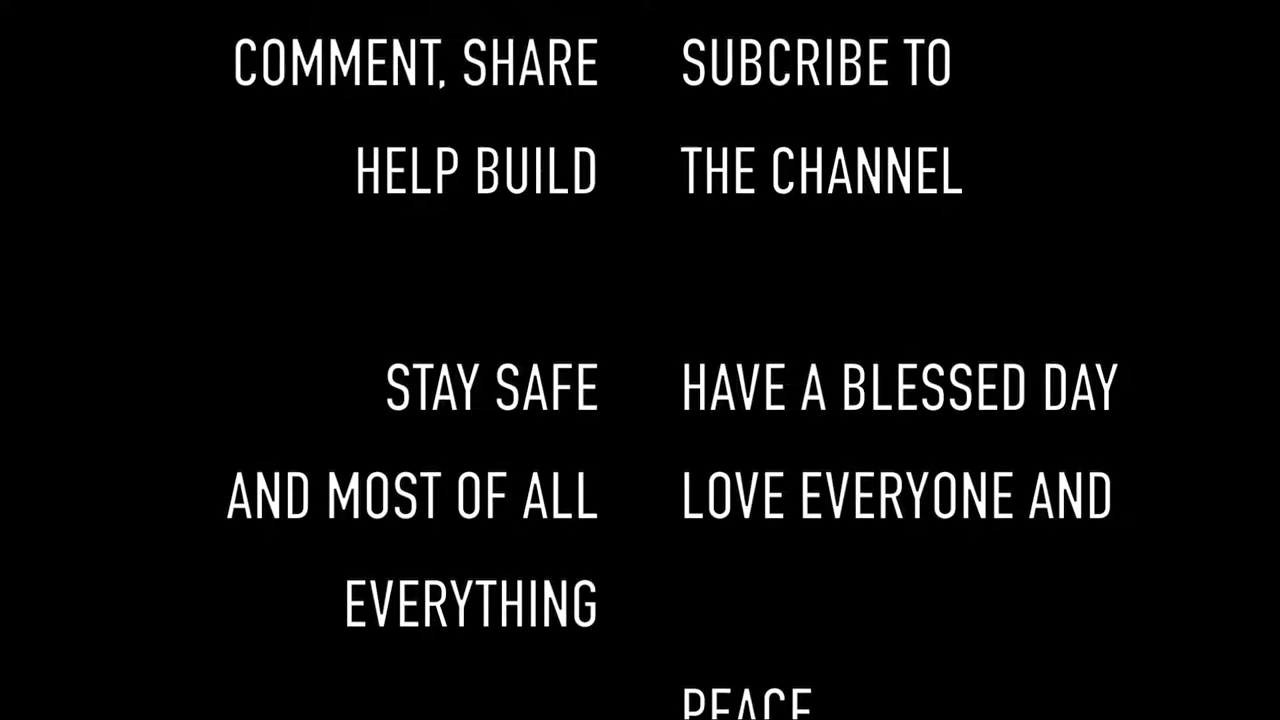 COMMENT, SHARE SUBCRIBE TO
HELP BUILD THE CHANNEL
STAY SAFE HAVE A BLESSED DAY
AND MOST OF ALL LOVE EVERYONE AND
EVERYTHING
PEACE